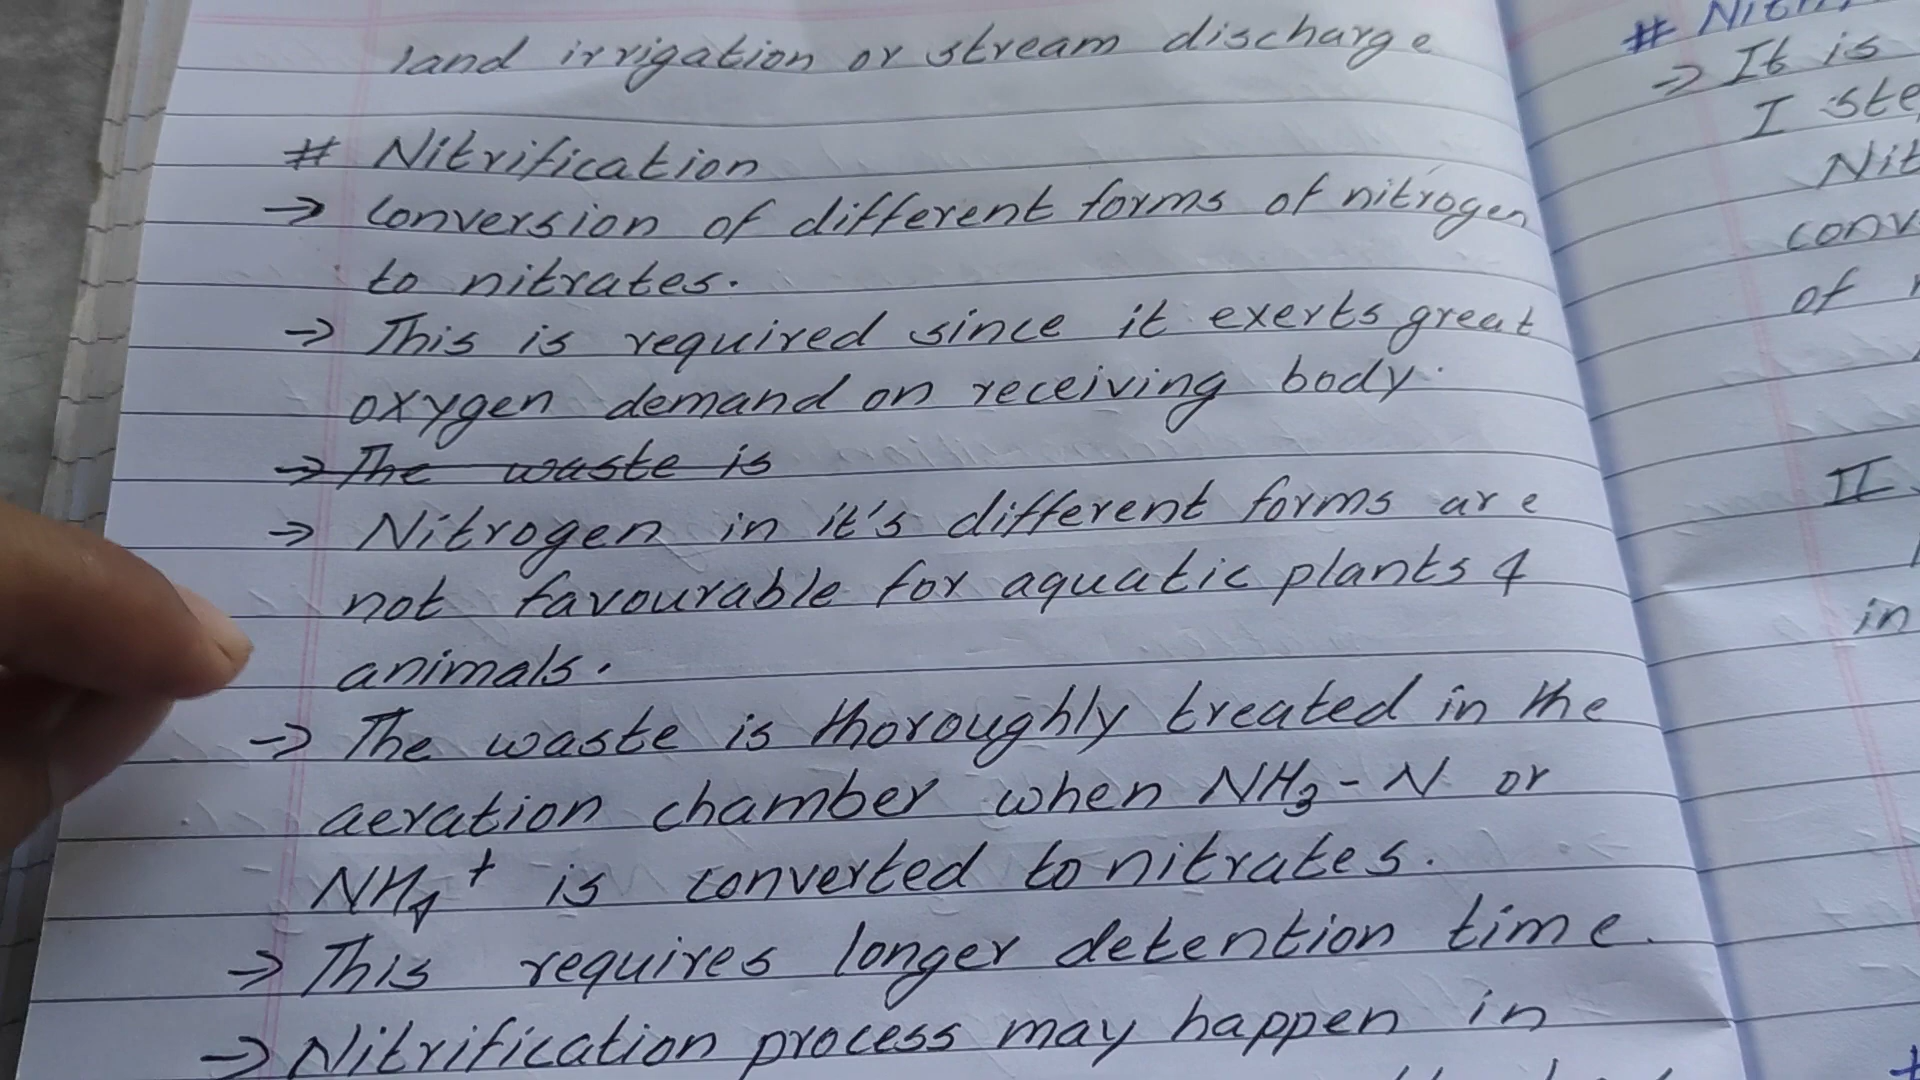 land irrigation or stream discharge
# Nitrification
→ Conversion of different forms of nitrogen
to nitrates.
→ This is required since it exerts great
oxygen demand on receiving body.
→ The waste is
→ Nitrogen in it's different forms are
not favourable for aquatic plants &
animals.
→ The waste is thoroughly treated in the
aeration chamber when NH₃-N or
NH₄⁺ is converted to nitrates.
→ This requires longer detention time.
→ Nitrification process may happen in
#
→ It is
I
conv
of
II
in